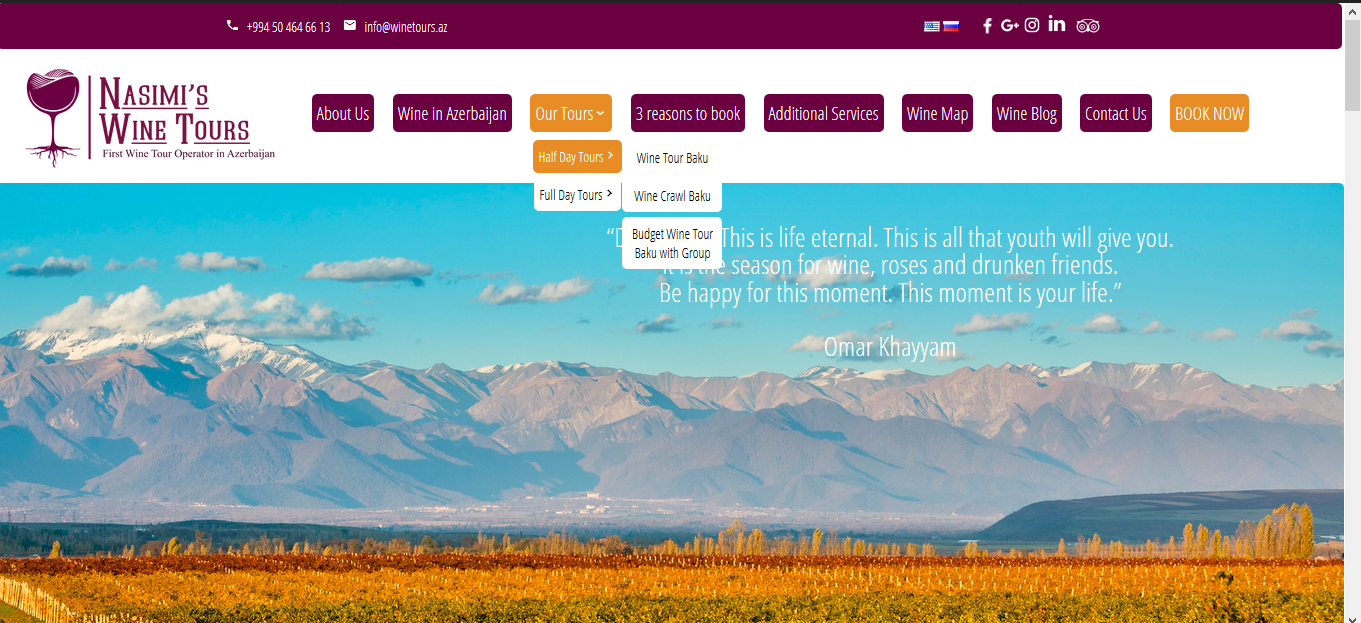 +994 50 464 66 13 info@winetours.az
G+ in
NASIMI'S
WINE TOURS
First Wine Tour Operator in Azerbaijan
About Us Wine in Azerbaijan Our Tours 3 reasons to book Additional Services Wine Map Wine Blog Contact Us BOOK NOW
Half Day Tours Wine Tour Baku
Full Day Tours Wine Crawl Baku
Budget Wine Tour
Baku with Group
This is life eternal. This is all that youth will give you.
the season for wine, roses and drunken friends.
Be happy for this moment. This moment is your life.”
Omar Khayyam